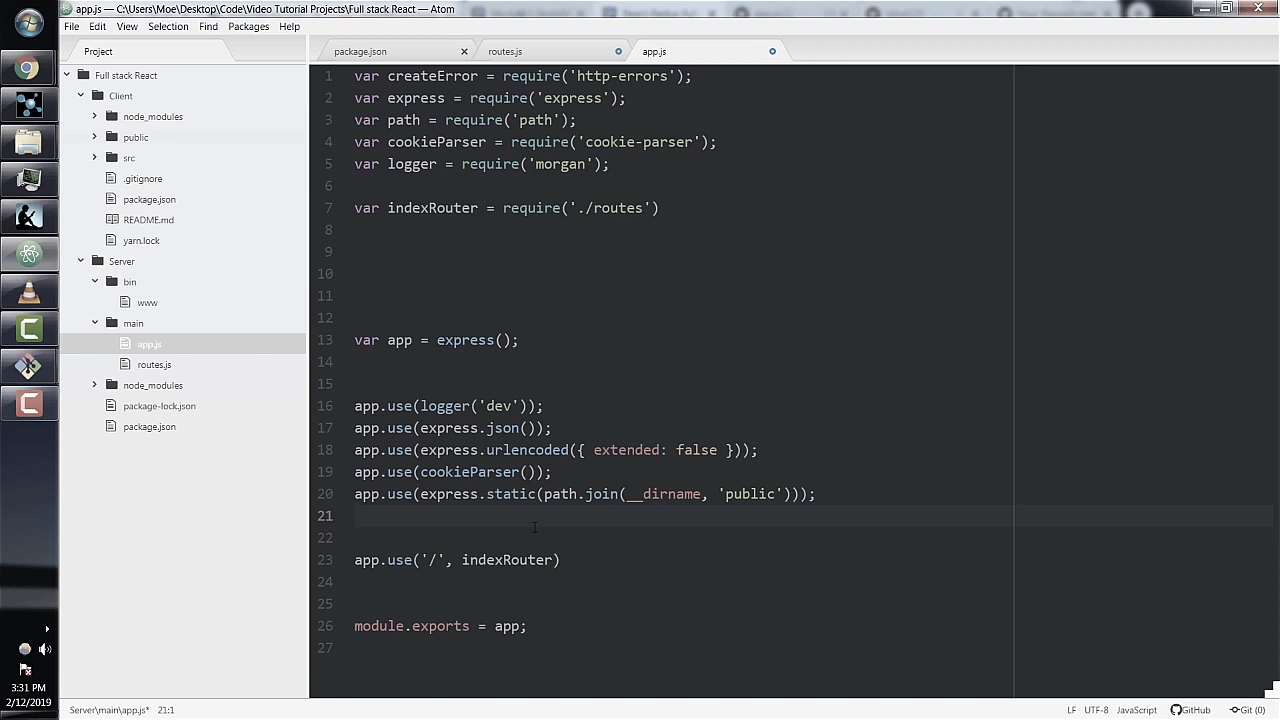 app.js — C:\Users\Moe\Desktop\Code\Video Tutorial Projects\Full stack React — Atom
File Edit View Selection Find Packages Help
Project
package.json
routes.js
app.js
Full stack React
Client
node_modules
public
src
.gitignore
package.json
README.md
yarn.lock
Server
bin
www
main
app.js
routes.js
node_modules
package-lock.json
package.json
1 var createError = require('http-errors');
2 var express = require('express');
3 var path = require('path');
4 var cookieParser = require('cookie-parser');
5 var logger = require('morgan');
6
7 var indexRouter = require('./routes')
8
9
10
11
12
13 var app = express();
14
15
16 app.use(logger('dev'));
17 app.use(express.json());
18 app.use(express.urlencoded({ extended: false }));
19 app.use(cookieParser());
20 app.use(express.static(path.join(__dirname, 'public')));
21
22
23 app.use('/', indexRouter)
24
25
26 module.exports = app;
27
3:31 PM
2/12/2019
Server\main\app.js* 21:1
LF UTF-8 JavaScript GitHub Git (0)